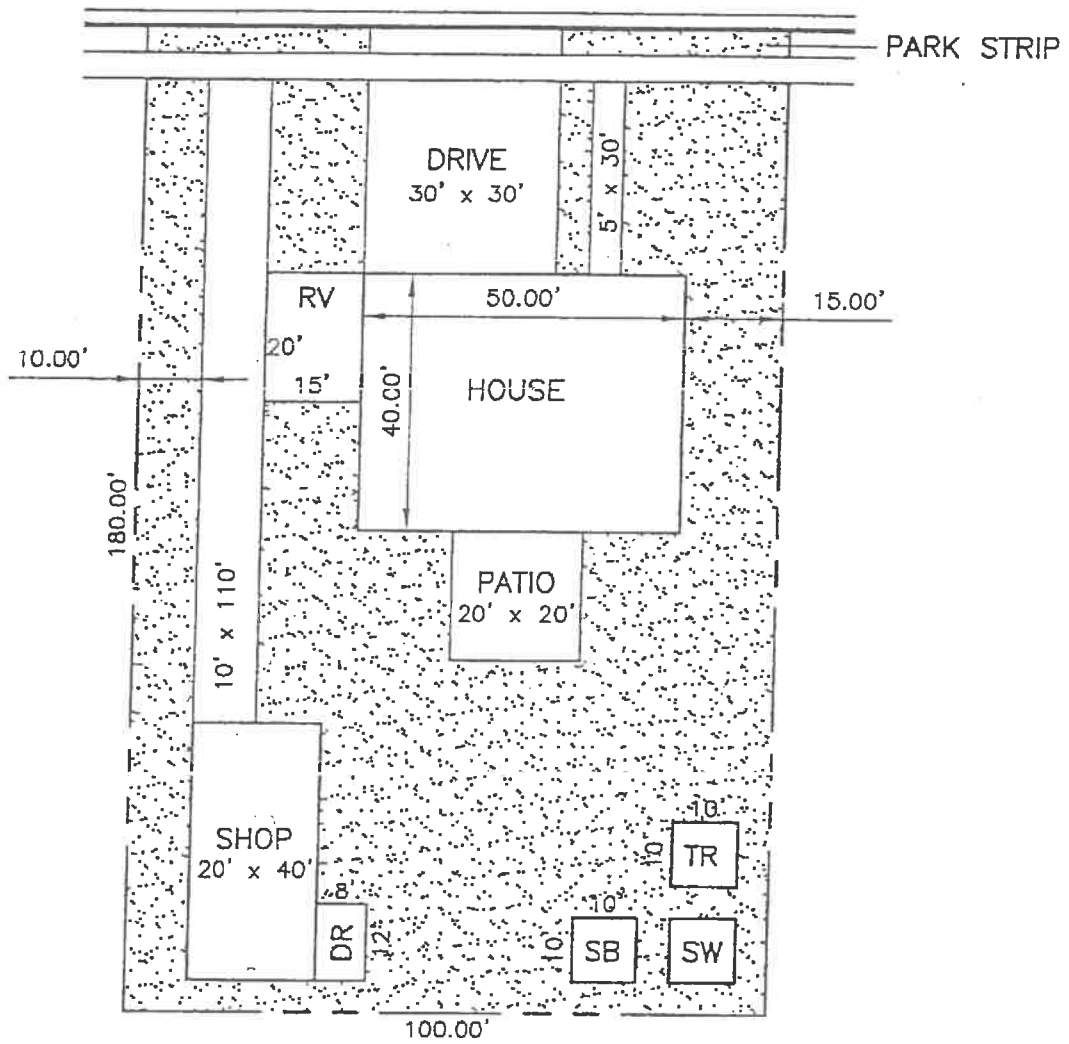 PARK STRIP
DRIVE
30' x 30'
5' x 30'
RV
20'
15'
50.00'
15.00'
10.00'
40.00'
HOUSE
180.00'
10' x 110'
PATIO
20' x 20'
SHOP
20' x 40'
8'
DR
12'
10'
10'
TR
10'
10'
SB
SW
100.00'